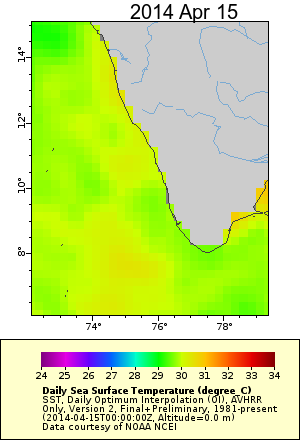 2014 Apr 15
14°
12°
10°
8°
74° 76° 78°
24 25 26 27 28 29 30 31 32 33 34
Daily Sea Surface Temperature (degree_C)
SST, Daily Optimum Interpolation (OI), AVHRR
Only, Version 2, Final+Preliminary, 1981-present
(2014-04-15T00:00:00Z, Altitude=0.0 m)
Data courtesy of NOAA NCEI